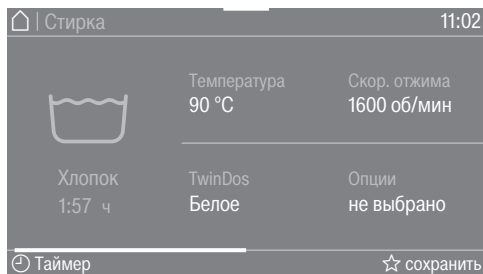 | Стирка 11:02
Температура Скор. отжима
90 °C 1600 об/мин
Хлопок TwinDos Опции
1:57 ч Белое не выбрано
Таймер сохранить